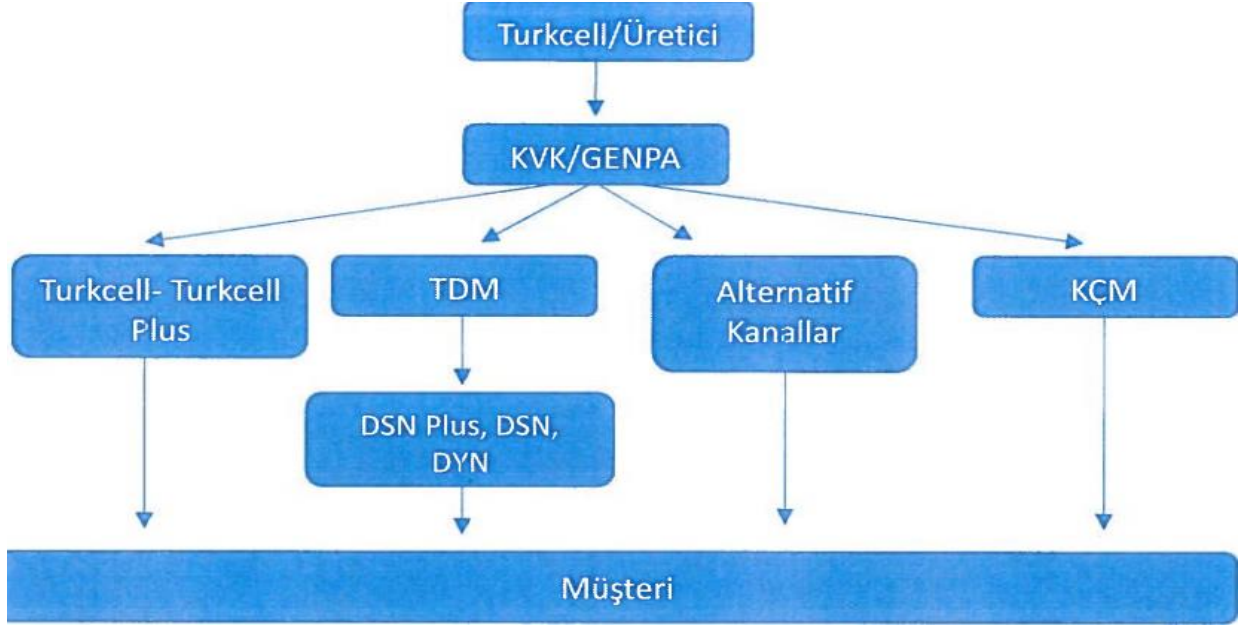 Turkcell/Üretici
KVK/GENPA
Turkcell- Turkcell
Plus
TDM
Alternatif
Kanallar
KÇM
DSN Plus, DSN,
DYN
Müşteri